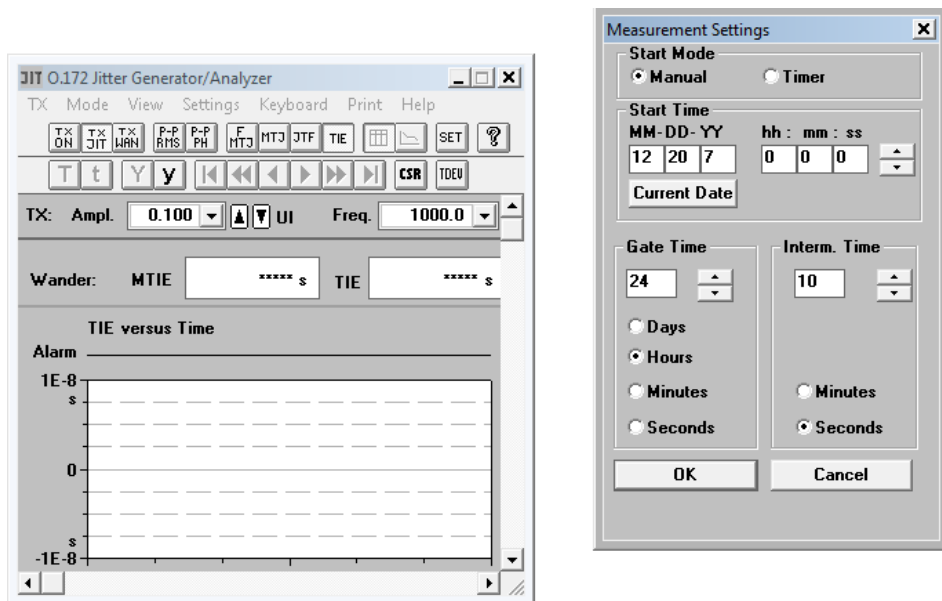 JIT O.172 Jitter Generator/Analyzer
TX Mode View Settings Keyboard Print Help
TX ON TX JIT TX WAN P-P RMS P-P PH F MTJ MTJ JTF TIE SET ?
T t Y y CSR TDEV
TX: Ampl. 0.100 UI Freq. 1000.0
Wander: MTIE ***** s TIE ***** s
TIE versus Time
Alarm
1E-8
s
0
s
-1E-8
Measurement Settings
Start Mode
Manual Timer
Start Time
MM-DD-YY hh : mm : ss
12 20 7 0 0 0
Current Date
Gate Time Interm. Time
24 10
Days
Hours
Minutes Minutes
Seconds Seconds
OK Cancel